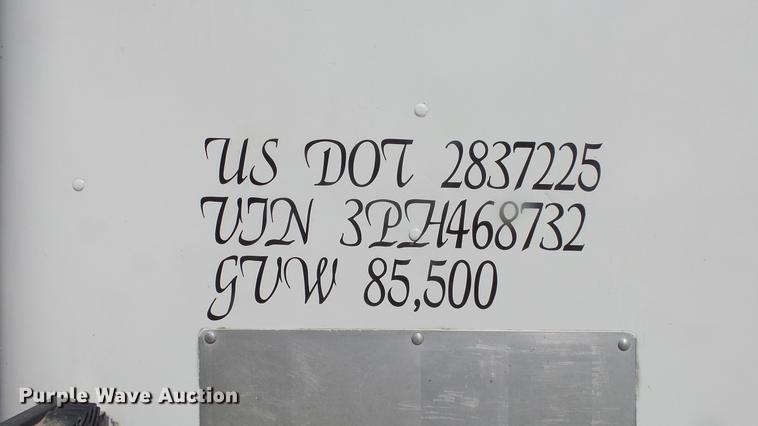 US DOT 2837225
VIN 3PH468732
GVW 85,500
Purple Wave Auction